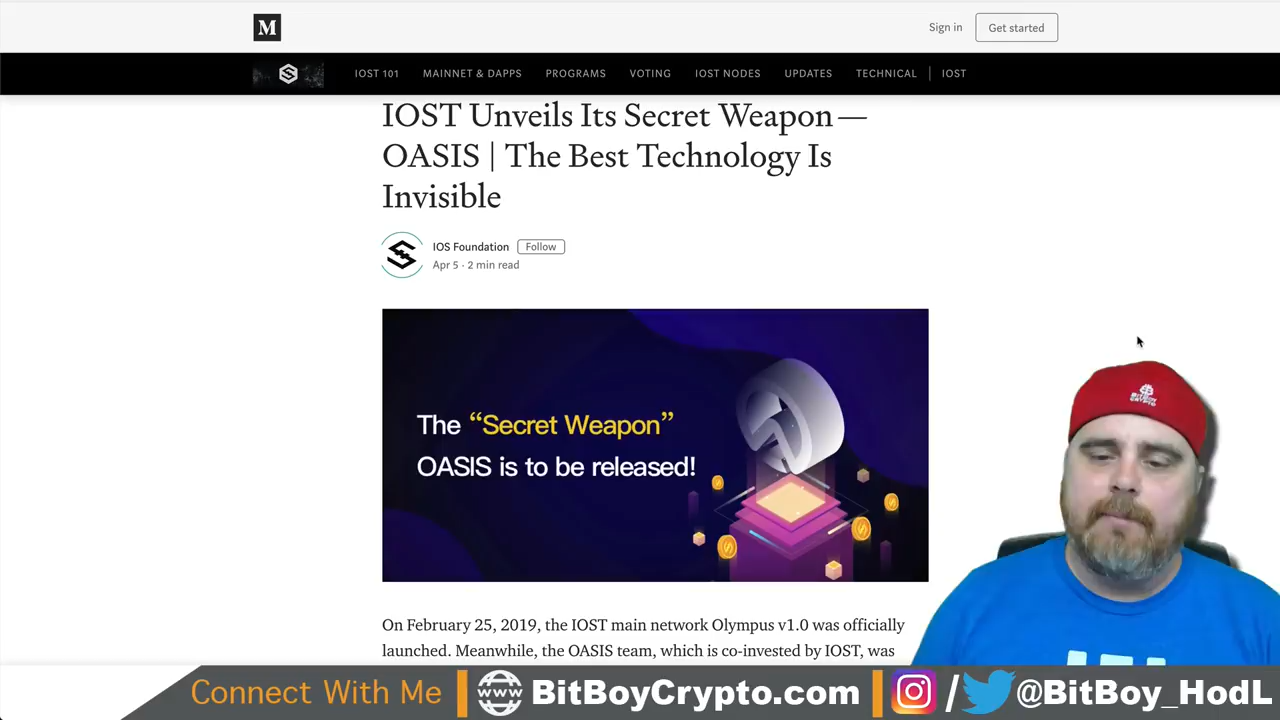 M
Sign in
Get started
IOST 101
MAINNET & DAPPS
PROGRAMS
VOTING
IOST NODES
UPDATES
TECHNICAL
IOST
IOST Unveils Its Secret Weapon —
OASIS | The Best Technology Is
Invisible
IOS Foundation
Follow
Apr 5 · 2 min read
The “Secret Weapon”
OASIS is to be released!
BITBOY
CRYPTO
On February 25, 2019, the IOST main network Olympus v1.0 was officially
launched. Meanwhile, the OASIS team, which is co-invested by IOST, was
Connect With Me
WWW
BitBoyCrypto.com
/
@BitBoy_HodL